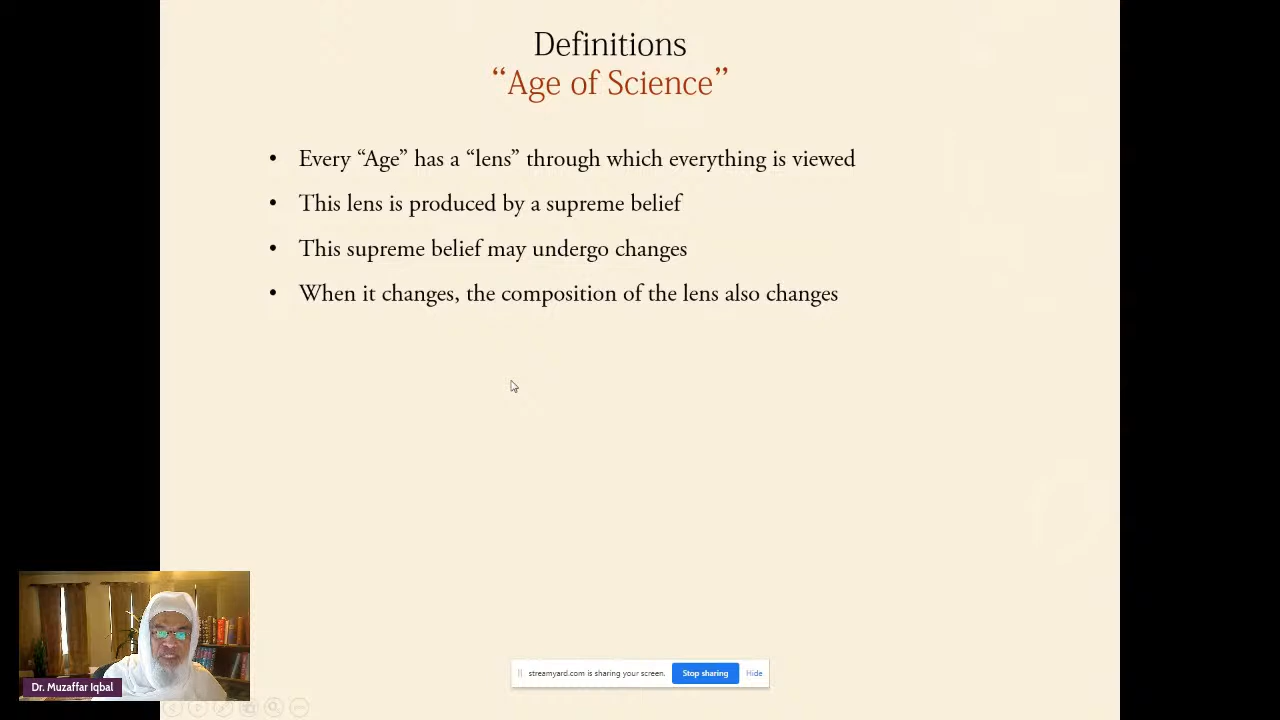 Definitions
“Age of Science”
• Every “Age” has a “lens” through which everything is viewed
• This lens is produced by a supreme belief
• This supreme belief may undergo changes
• When it changes, the composition of the lens also changes
Dr. Muzaffar Iqbal
streamyard.com is sharing your screen. Stop sharing Hide